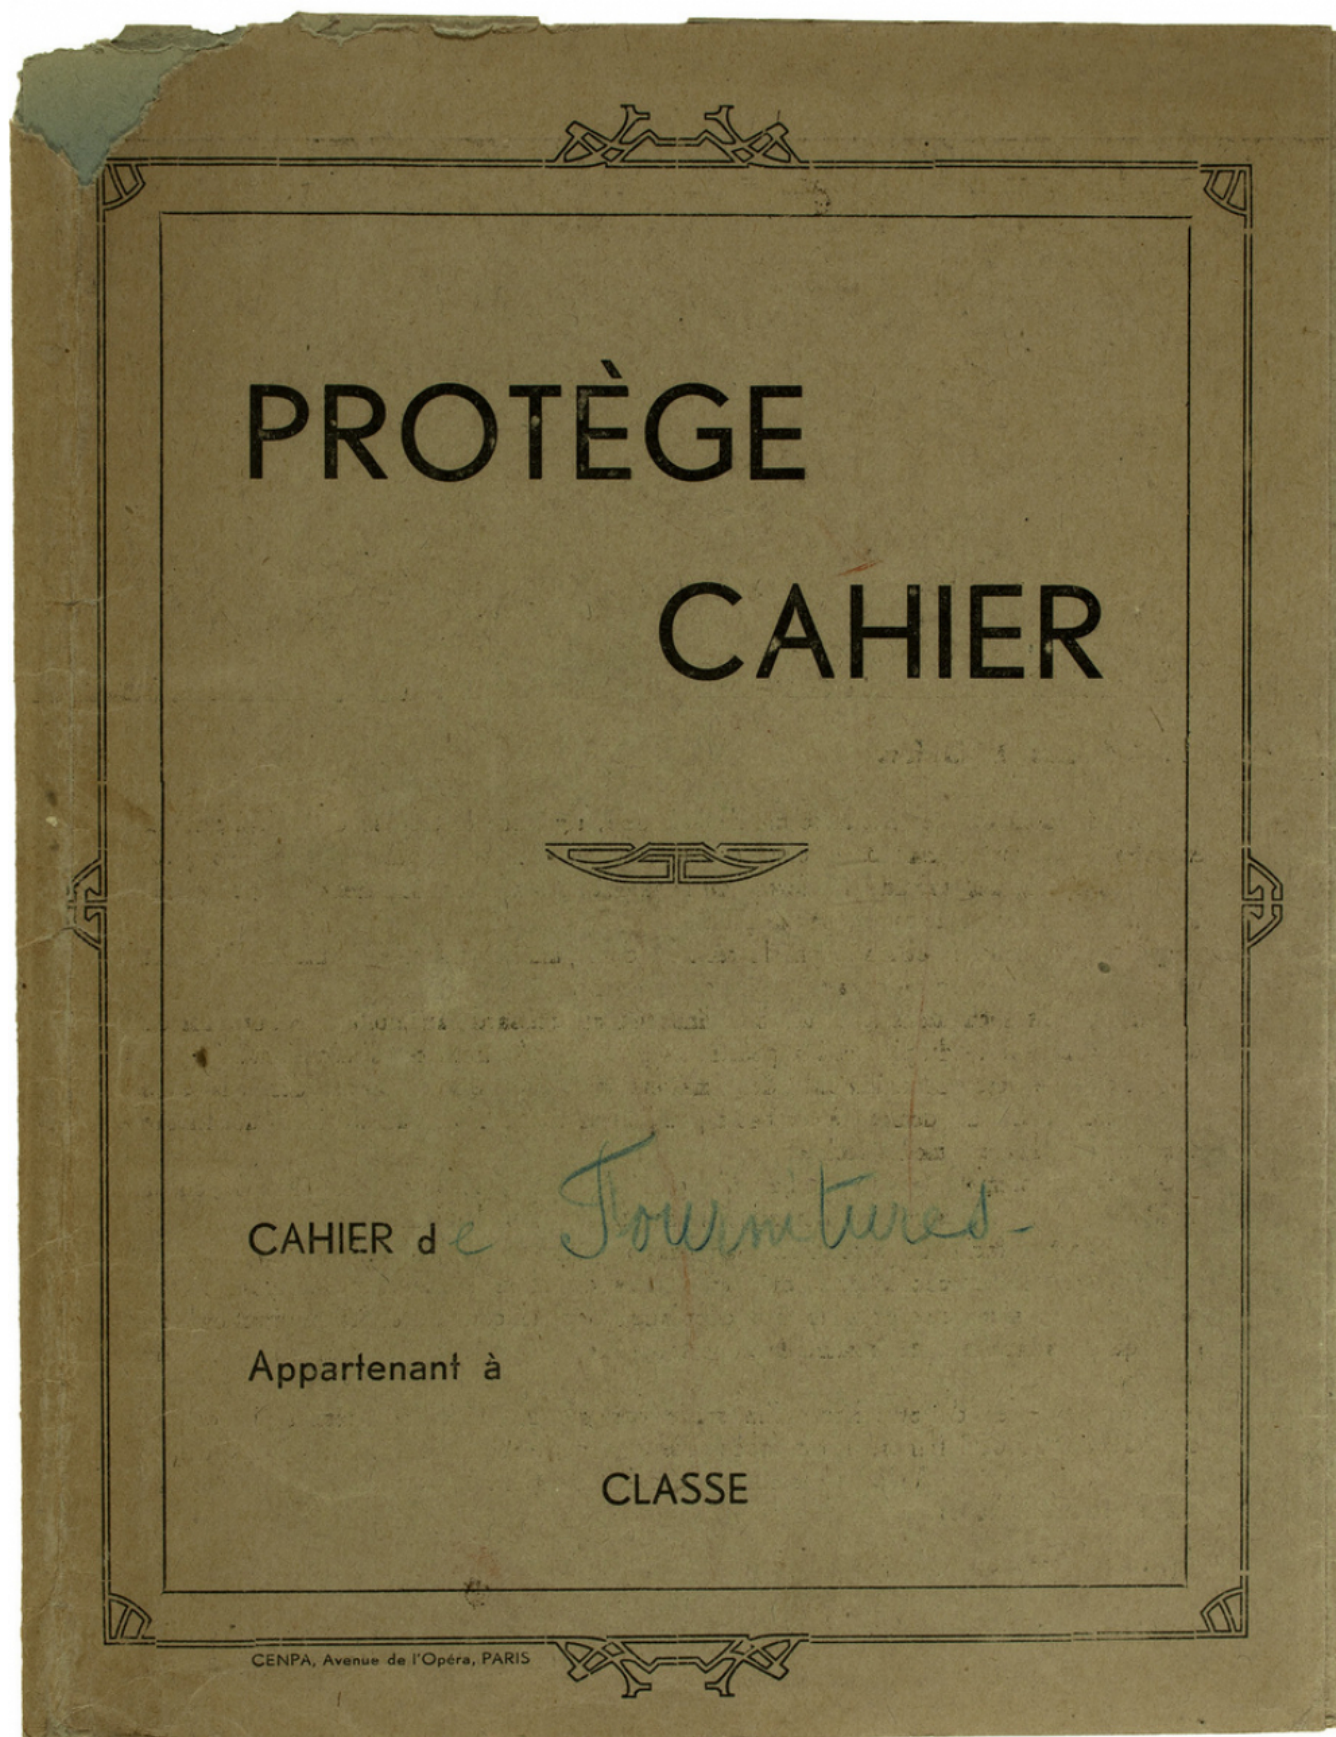 PROTÈGE
CAHIER
CAHIER de Fournitures
Appartenant à
CLASSE
CENPA, Avenue de l'Opéra, PARIS